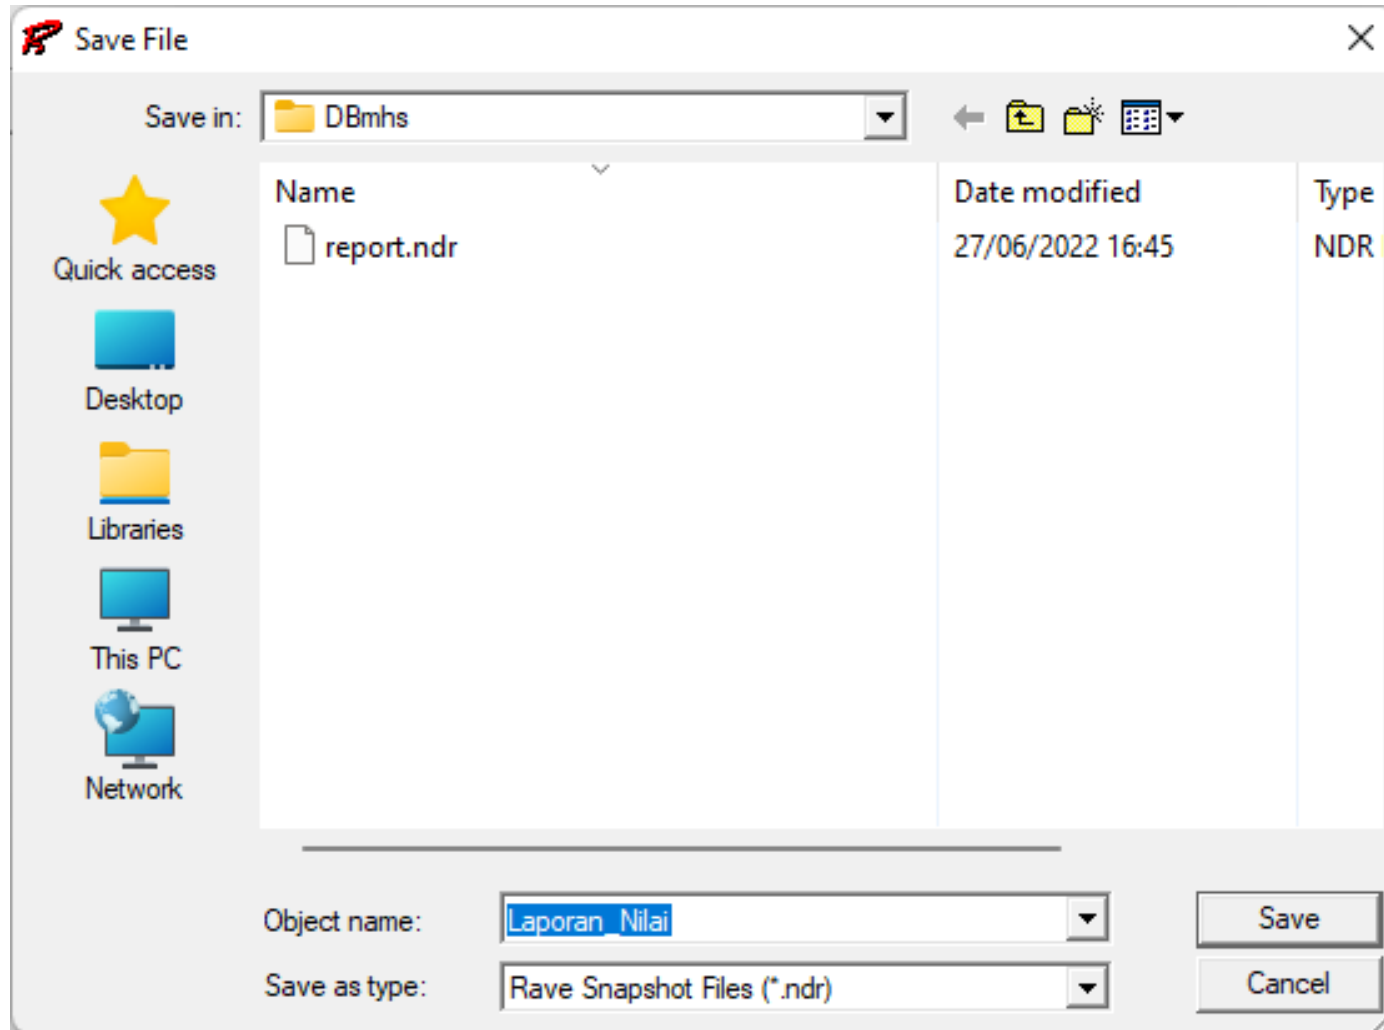 Save File
Save in:
DBmhs
Name
Date modified
Type
report.ndr
27/06/2022 16:45
NDR
Quick access
Desktop
Libraries
This PC
Network
Object name:
Laporan_Nilai
Save
Save as type:
Rave Snapshot Files (*.ndr)
Cancel